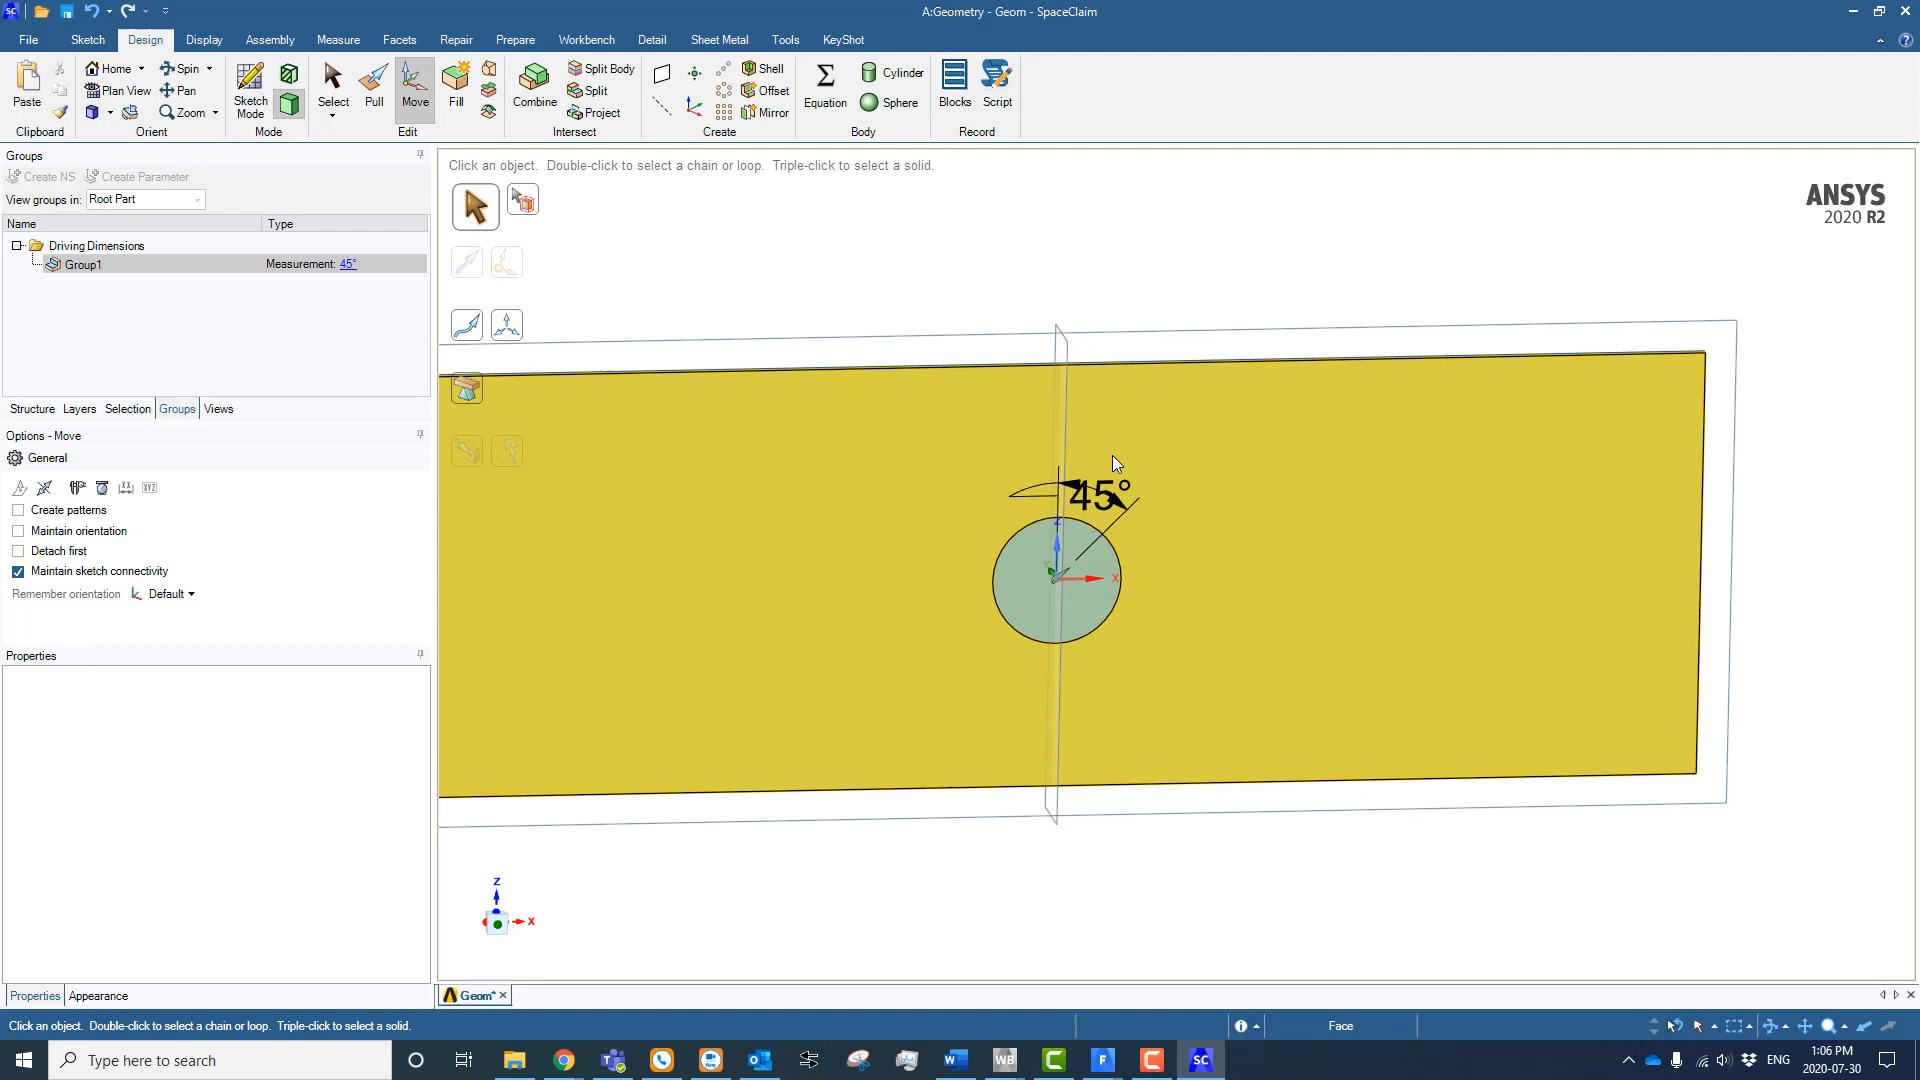 A:Geometry - Geom - SpaceClaim
File Sketch Design Display Assembly Measure Facets Repair Prepare Workbench Detail Sheet Metal Tools KeyShot
Paste
Clipboard
Home Spin
Plan View Pan
Zoom
Orient
Sketch Mode
Mode
Select Pull Move Fill
Edit
Combine
Split Body
Split
Project
Intersect
Shell
Offset
Mirror
Create
Equation
Cylinder
Sphere
Body
Blocks Script
Record
Groups
Create NS Create Parameter
View groups in: Root Part
Name Type
Driving Dimensions
Group1 Measurement: 45°
Structure Layers Selection Groups Views
Options - Move
General
XYZ
Create patterns
Maintain orientation
Detach first
Maintain sketch connectivity
Remember orientation Default
Properties
Properties Appearance
Click an object. Double-click to select a chain or loop. Triple-click to select a solid.
ANSYS
2020 R2
45°
Z
Y
X
Z
X
Geom*
Click an object. Double-click to select a chain or loop. Triple-click to select a solid.
Face
Type here to search
WB
SC
ENG
1:06 PM
2020-07-30